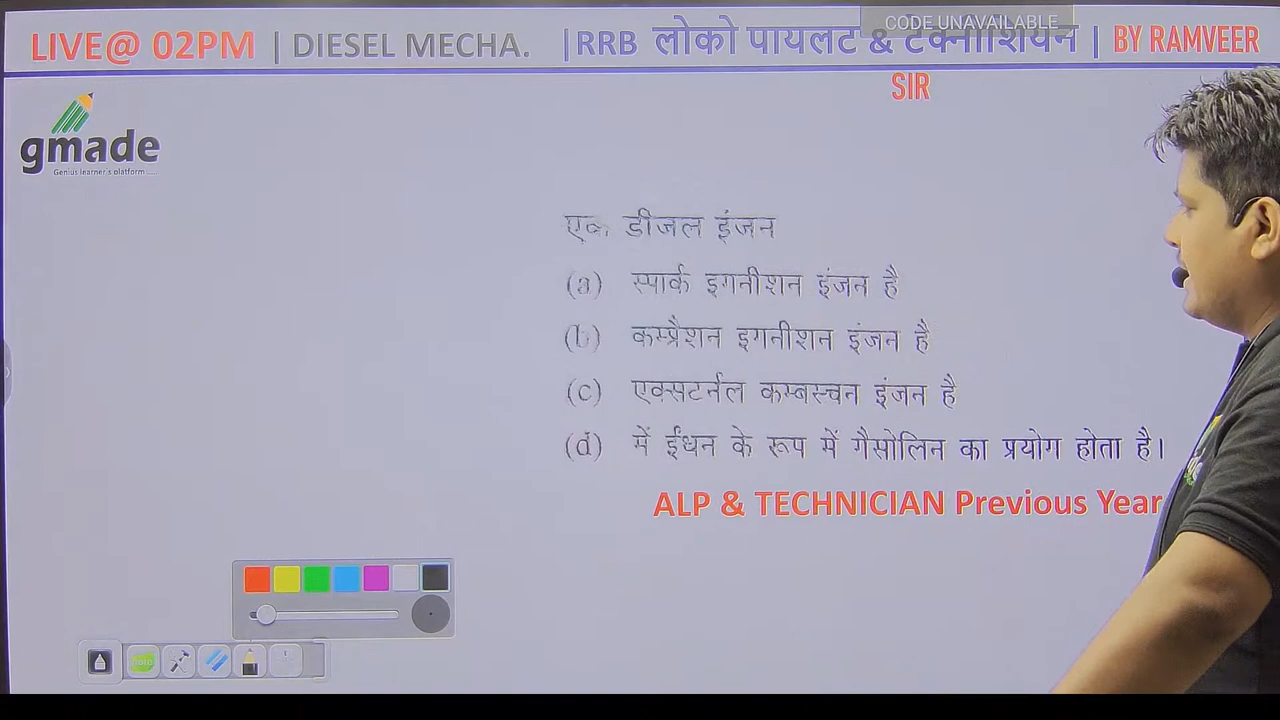 CODE UNAVAILABLE
LIVE@ 02PM | DIESEL MECHA. |RRB लोको पायलट & टेक्नीशियन | BY RAMVEER
SIR
gmade
Genius learner's platform ....
एक डीजल इंजन
(a) स्पार्क इगनीशन इंजन है
(b) कम्प्रैशन इगनीशन इंजन है
(c) एक्सटर्नल कम्बस्चन इंजन है
(d) में ईंधन के रूप में गैसोलिन का प्रयोग होता है।
ALP & TECHNICIAN Previous Year